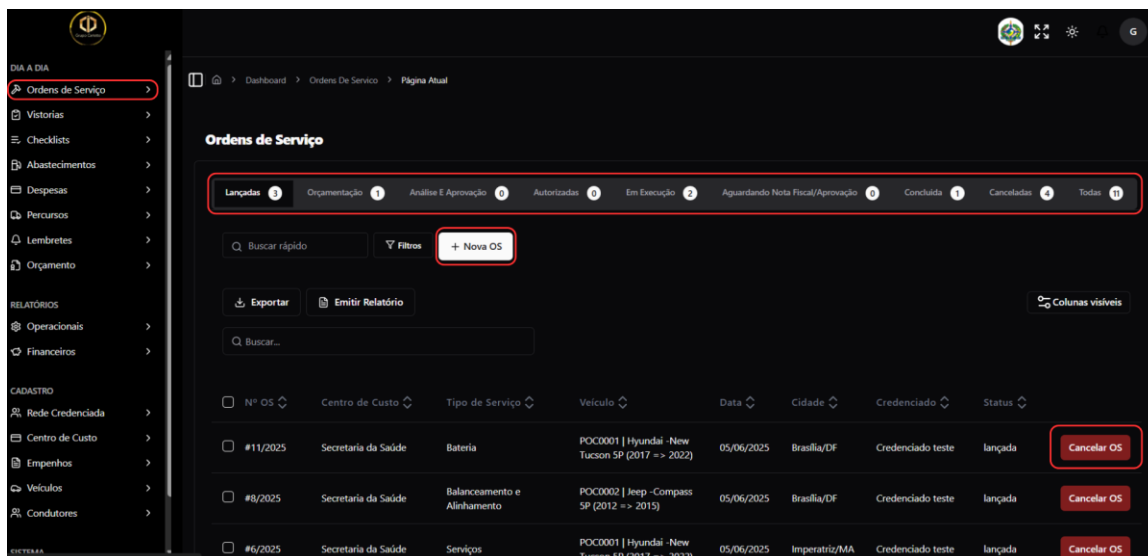 G
DIA A DIA
Ordens de Serviço
Vistorias
Checklists
Abastecimentos
Despesas
Percursos
Lembretes
Orçamento
RELATÓRIOS
Operacionais
Financeiros
CADASTRO
Rede Credenciada
Centro de Custo
Empenhos
Veículos
Condutores
SISTEMA
Dashboard > Ordens De Servico > Página Atual
Ordens de Serviço
Lançadas 3 Orçamentação 1 Análise E Aprovação 0 Autorizadas 0 Em Execução 2 Aguardando Nota Fiscal/Aprovação 0 Concluida 1 Canceladas 4 Todas 11
Buscar rápido Filtros + Nova OS
Exportar Emitir Relatório Colunas visíveis
Buscar...
Nº OS Centro de Custo Tipo de Serviço Veículo Data Cidade Credenciado Status
#11/2025 Secretaria da Saúde Bateria POC0001 | Hyundai -New Tucson 5P (2017 => 2022) 05/06/2025 Brasília/DF Credenciado teste lançada Cancelar OS
#8/2025 Secretaria da Saúde Balanceamento e Alinhamento POC0002 | Jeep -Compass 5P (2012 => 2015) 05/06/2025 Brasília/DF Credenciado teste lançada Cancelar OS
#6/2025 Secretaria da Saúde Serviços POC0001 | Hyundai -New Tucson 5P (2017 => 2022) 05/06/2025 Imperatriz/MA Credenciado teste lançada Cancelar OS